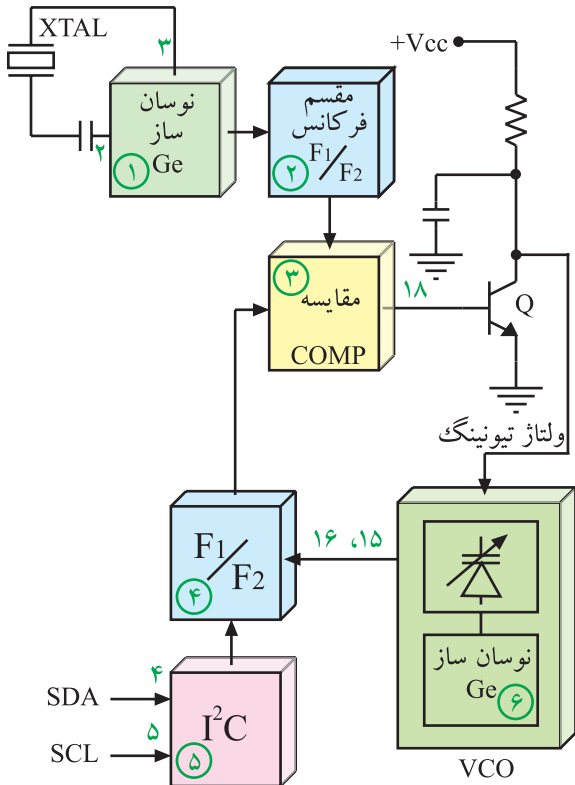 XTAL
۳
۲
نوسان
ساز
Ge
۱
مقسم
فرکانس
F1/F2
۲
+Vcc
۳
مقایسه
COMP
۱۸
Q
ولتاژ تیونینگ
F1/F2
۴
۱۵، ۱۶
نوسان ساز
Ge
۶
VCO
SDA
۴
SCL
۵
I²C
۵